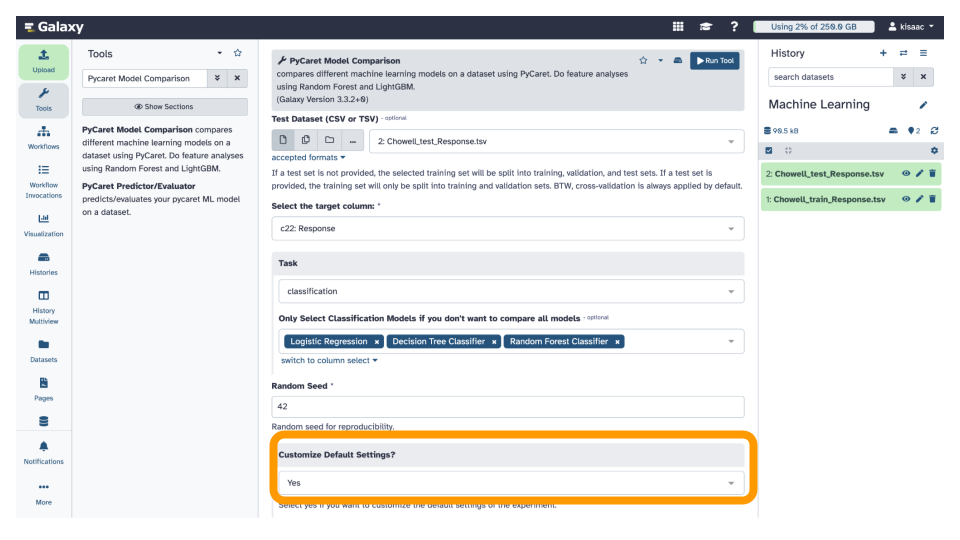 Galaxy
?
Using 2% of 250.0 GB
kisaac
Upload
Tools
Workflows
Workflow
Invocations
Visualization
Histories
History
Multiview
Datasets
Pages
Notifications
More
Tools
Pycaret Model Comparison
Show Sections
PyCaret Model Comparison compares
different machine learning models on a
dataset using PyCaret. Do feature analyses
using Random Forest and LightGBM.
PyCaret Predictor/Evaluator
predicts/evaluates your pycaret ML model
on a dataset.
PyCaret Model Comparison
compares different machine learning models on a dataset using PyCaret. Do feature analyses
using Random Forest and LightGBM.
(Galaxy Version 3.3.2+0)
Run Tool
Test Dataset (CSV or TSV) - optional
...
2: Chowell_test_Response.tsv
accepted formats
If a test set is not provided, the selected training set will be split into training, validation, and test sets. If a test set is
provided, the training set will only be split into training and validation sets. BTW, cross-validation is always applied by default.
Select the target column: *
c22: Response
Task
classification
Only Select Classification Models if you don't want to compare all models - optional
Logistic Regression × Decision Tree Classifier × Random Forest Classifier ×
switch to column select
Random Seed *
42
Random seed for reproducibility.
Customize Default Settings?
Yes
Select yes if you want to customize the default settings of the experiment.
History
search datasets
Machine Learning
90.5 kB
2
2: Chowell_test_Response.tsv
1: Chowell_train_Response.tsv